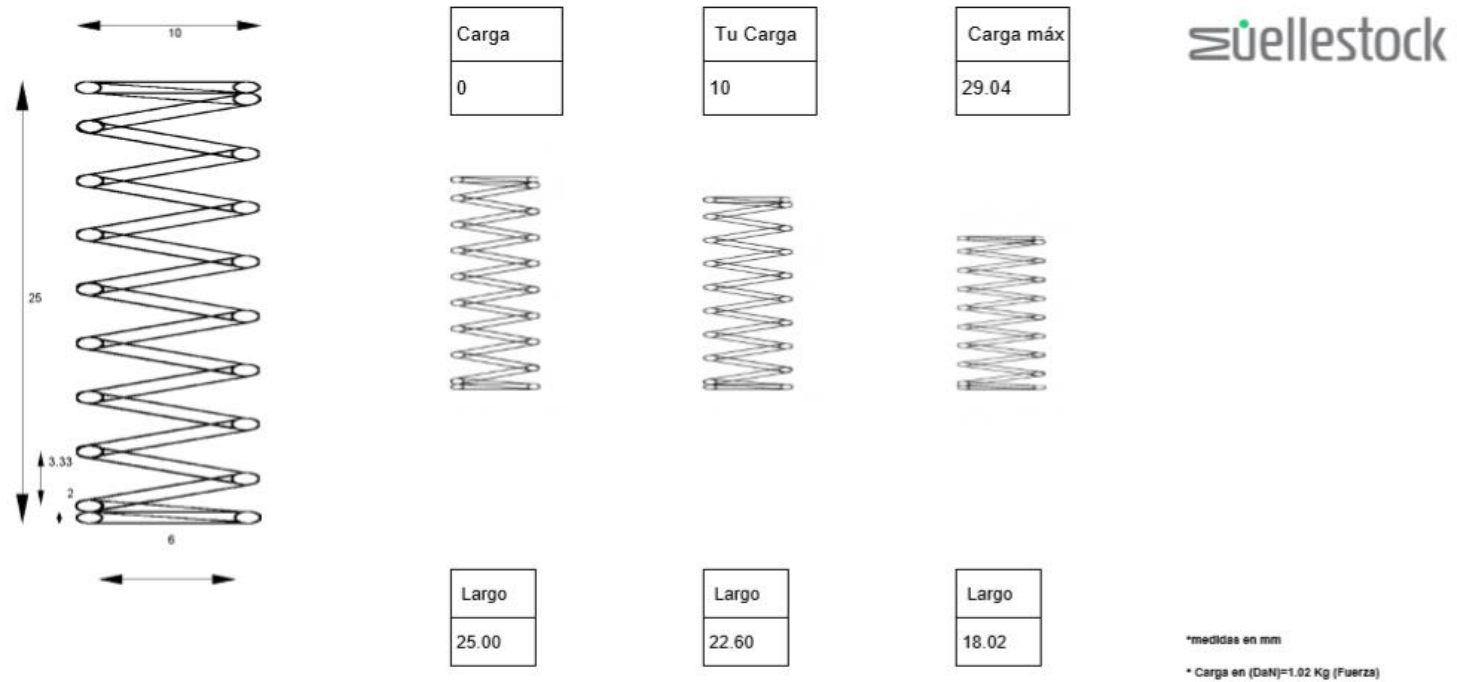 10
25
3.33
2
6
Carga
0
Tu Carga
10
Carga máx
29.04
Largo
25.00
Largo
22.60
Largo
18.02
müellestock
*medidas en mm
* Carga en (DaN)=1.02 Kg (Fuerza)